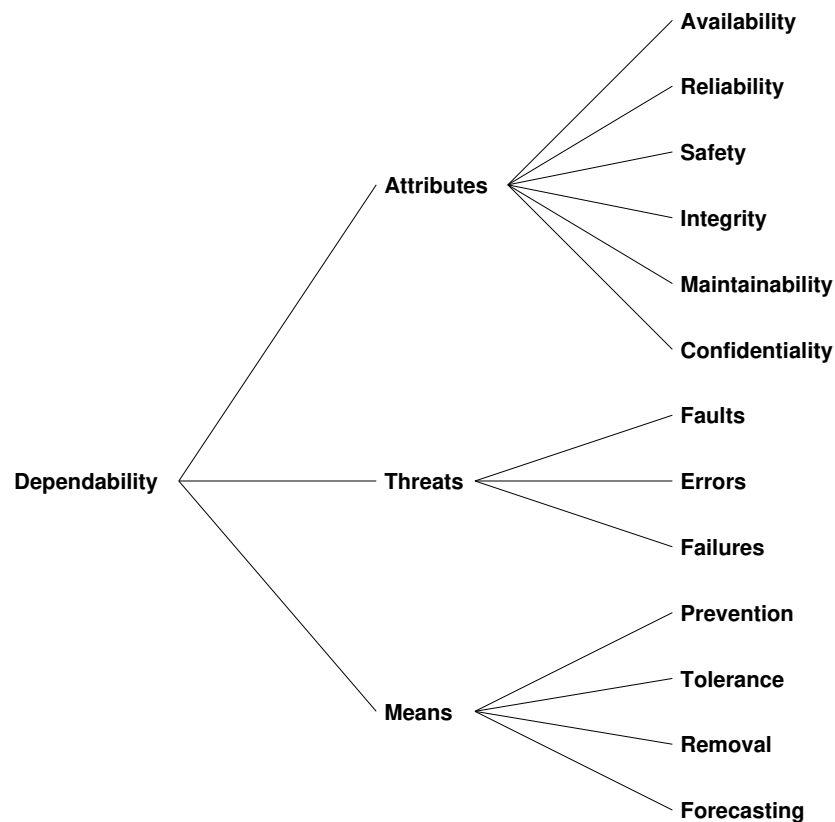 Availability
Reliability
Safety
Attributes
Integrity
Maintainability
Confidentiality
Faults
Dependability
Threats
Errors
Failures
Prevention
Tolerance
Means
Removal
Forecasting